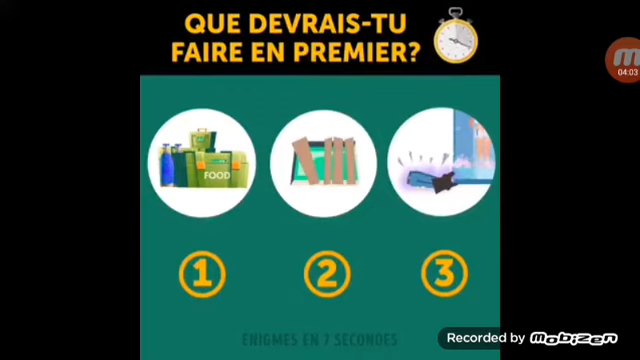 QUE DEVRAIS-TU
FAIRE EN PREMIER?
04:03
FOOD
1 2 3
ENIGMES EN 7 SECONDES
Recorded by mobizen